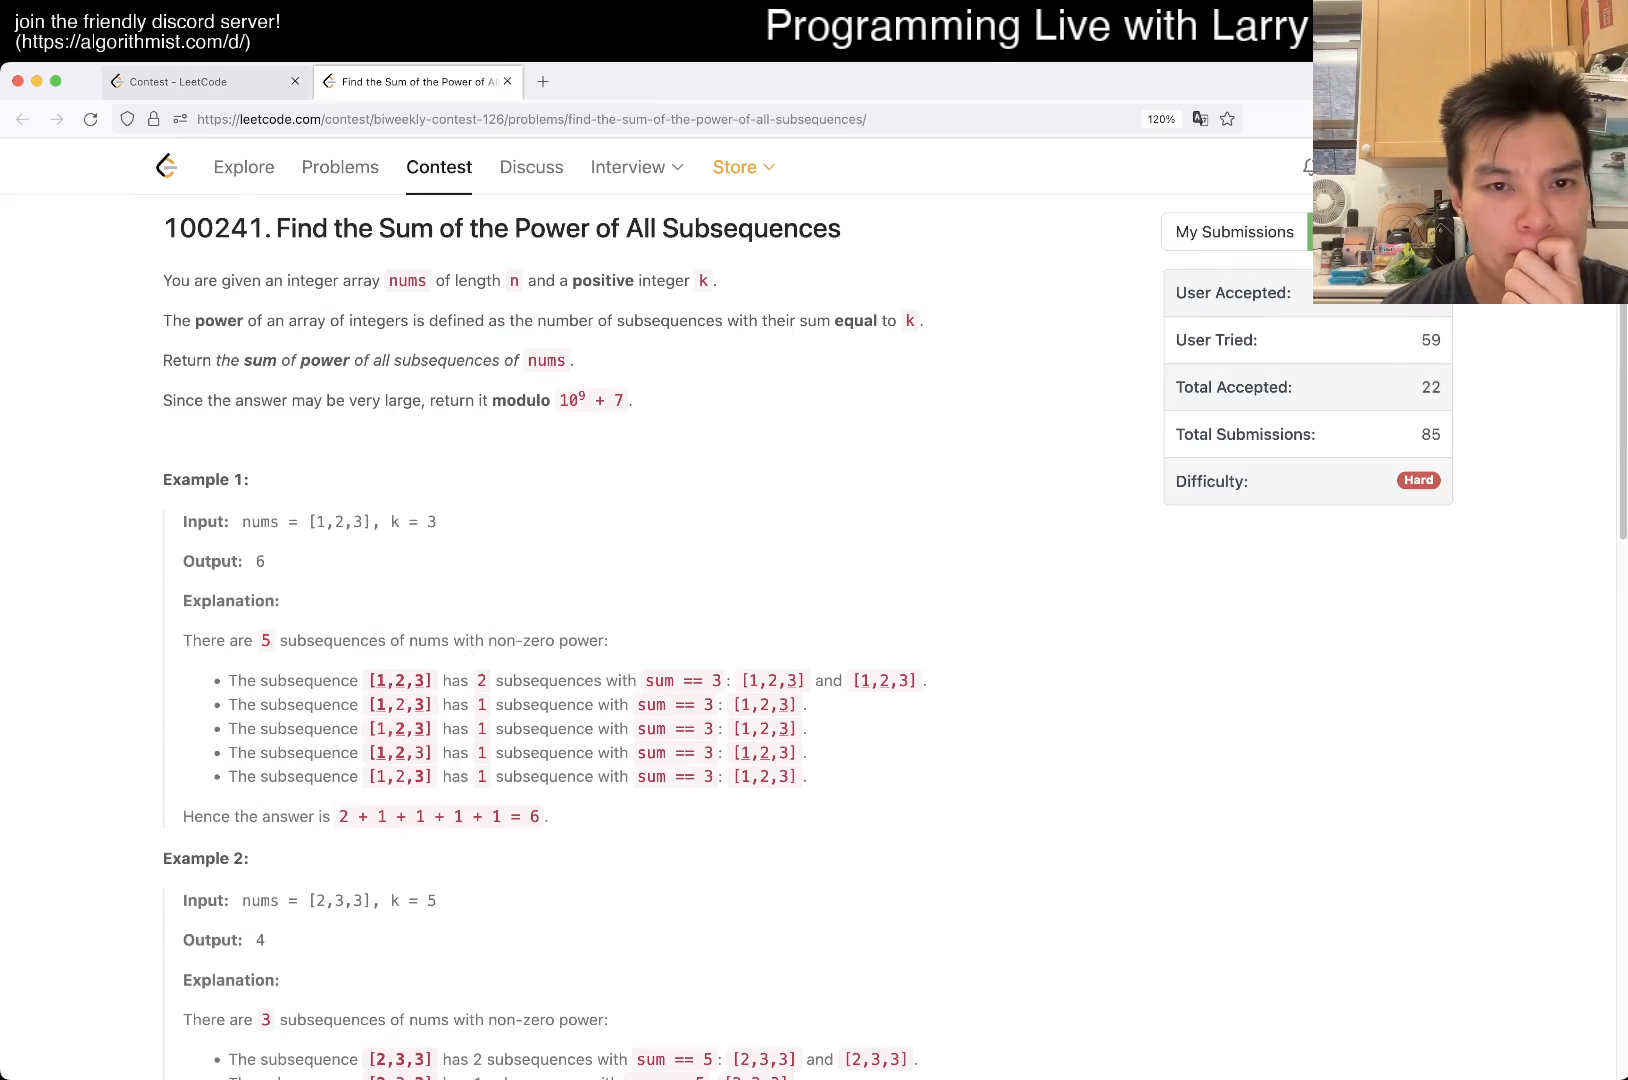 join the friendly discord server!
(https://algorithmist.com/d/)
Programming Live with Larry
Contest - LeetCode
Find the Sum of the Power of Al
https://leetcode.com/contest/biweekly-contest-126/problems/find-the-sum-of-the-power-of-all-subsequences/
120%
Explore Problems Contest Discuss Interview Store
100241. Find the Sum of the Power of All Subsequences
My Submissions
You are given an integer array nums of length n and a positive integer k.
The power of an array of integers is defined as the number of subsequences with their sum equal to k.
Return the sum of power of all subsequences of nums.
Since the answer may be very large, return it modulo 10⁹ + 7.
User Accepted:
User Tried: 59
Total Accepted: 22
Total Submissions: 85
Difficulty: Hard
Example 1:
Input: nums = [1,2,3], k = 3
Output: 6
Explanation:
There are 5 subsequences of nums with non-zero power:
• The subsequence [1,2,3] has 2 subsequences with sum == 3: [1,2,3] and [1,2,3].
• The subsequence [1,2,3] has 1 subsequence with sum == 3: [1,2,3].
• The subsequence [1,2,3] has 1 subsequence with sum == 3: [1,2,3].
• The subsequence [1,2,3] has 1 subsequence with sum == 3: [1,2,3].
• The subsequence [1,2,3] has 1 subsequence with sum == 3: [1,2,3].
Hence the answer is 2 + 1 + 1 + 1 + 1 = 6.
Example 2:
Input: nums = [2,3,3], k = 5
Output: 4
Explanation:
There are 3 subsequences of nums with non-zero power:
• The subsequence [2,3,3] has 2 subsequences with sum == 5: [2,3,3] and [2,3,3].